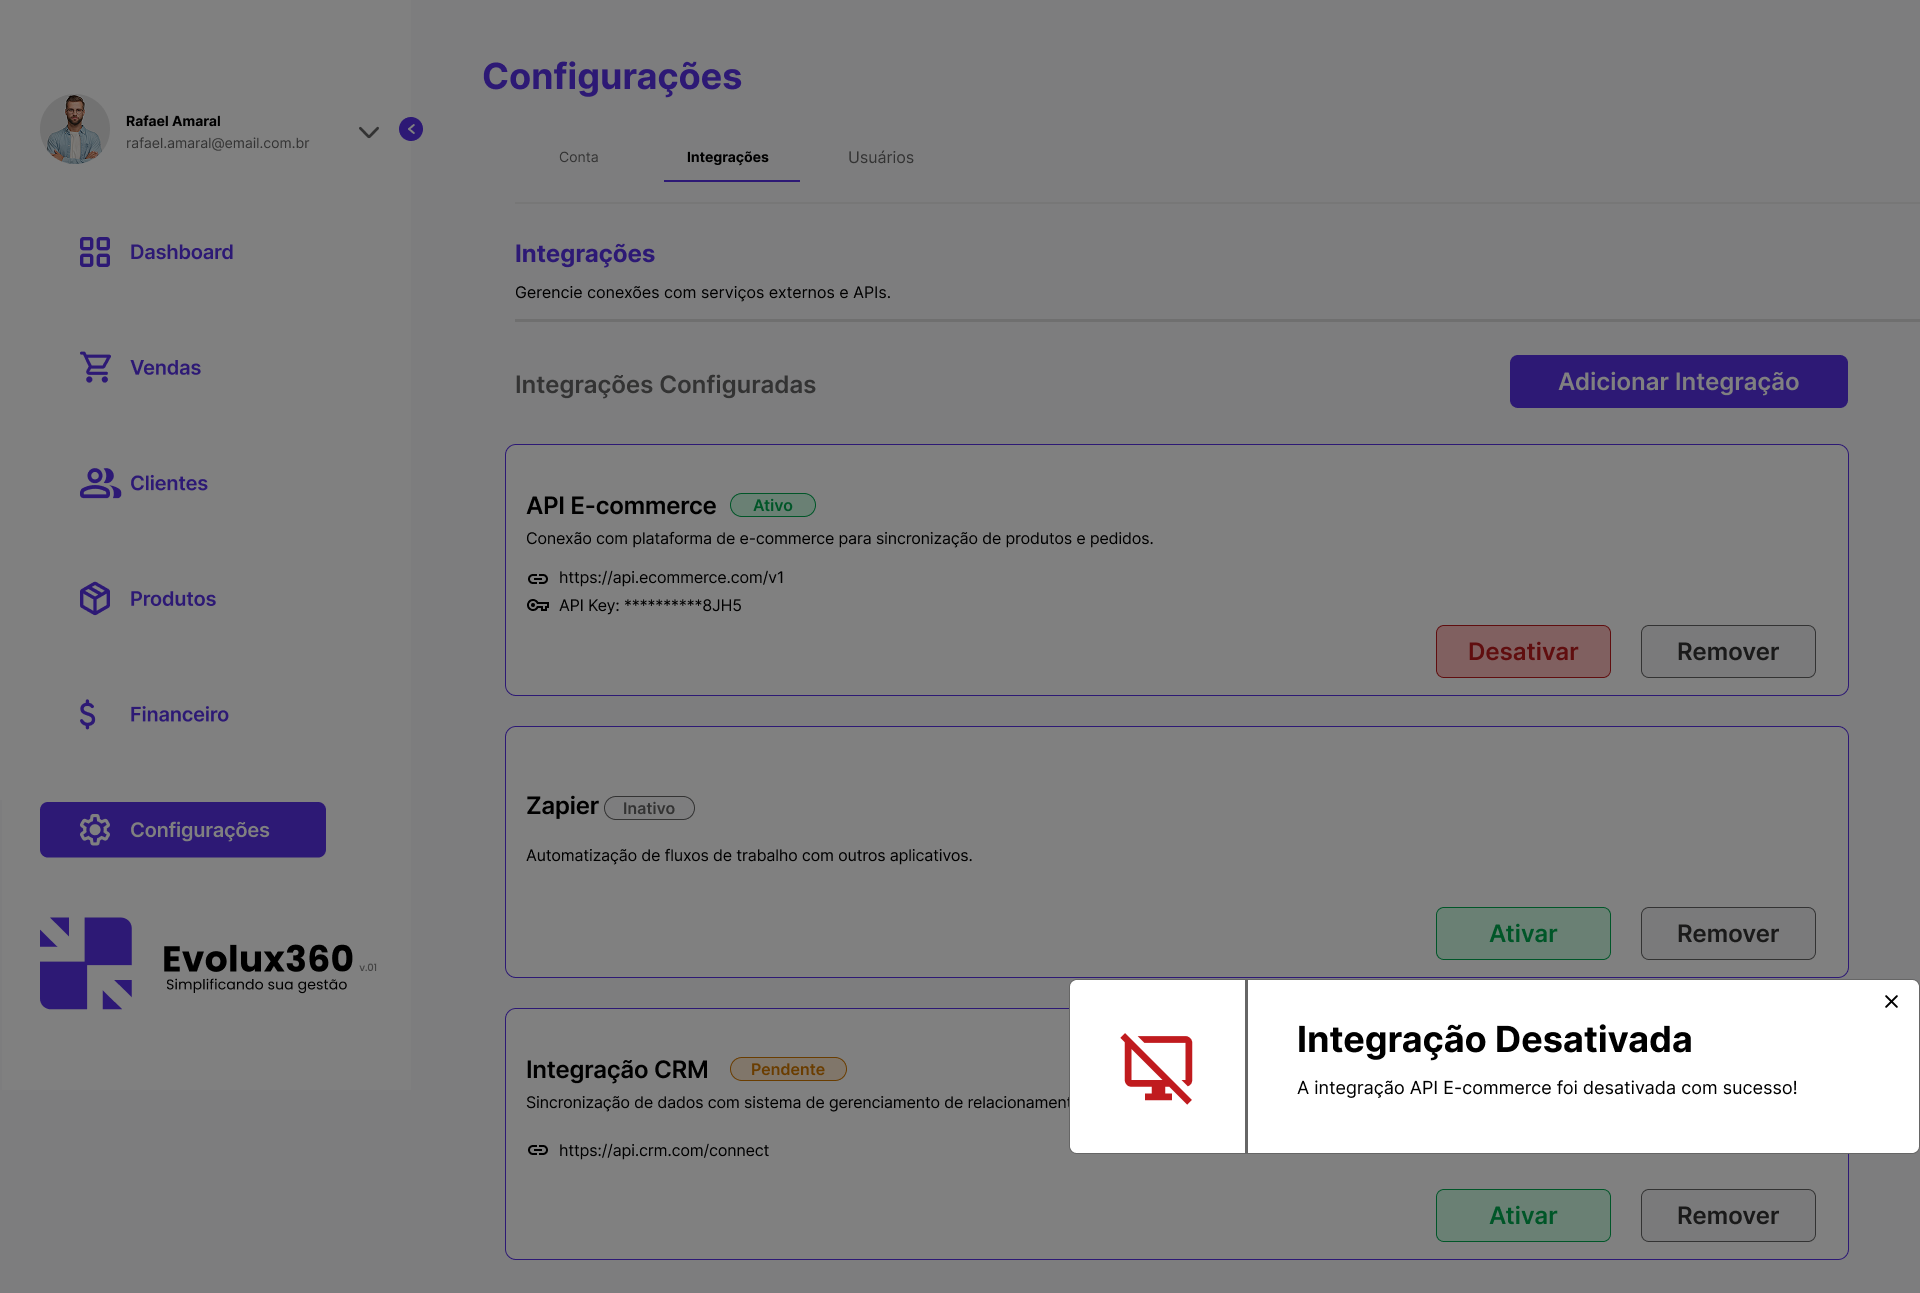 Configurações
Rafael Amaral
rafael.amaral@email.com.br
Conta
Integrações
Usuários
Dashboard
Vendas
Clientes
Produtos
Financeiro
Configurações
Evolux360
v.01
Simplificando sua gestão
Integrações
Gerencie conexões com serviços externos e APIs.
Integrações Configuradas
Adicionar Integração
API E-commerce
Ativo
Conexão com plataforma de e-commerce para sincronização de produtos e pedidos.
https://api.ecommerce.com/v1
API Key: **********8JH5
Desativar
Remover
Zapier
Inativo
Automatização de fluxos de trabalho com outros aplicativos.
Ativar
Remover
Integração CRM
Pendente
Sincronização de dados com sistema de gerenciamento de relacionament
https://api.crm.com/connect
Ativar
Remover
Integração Desativada
A integração API E-commerce foi desativada com sucesso!